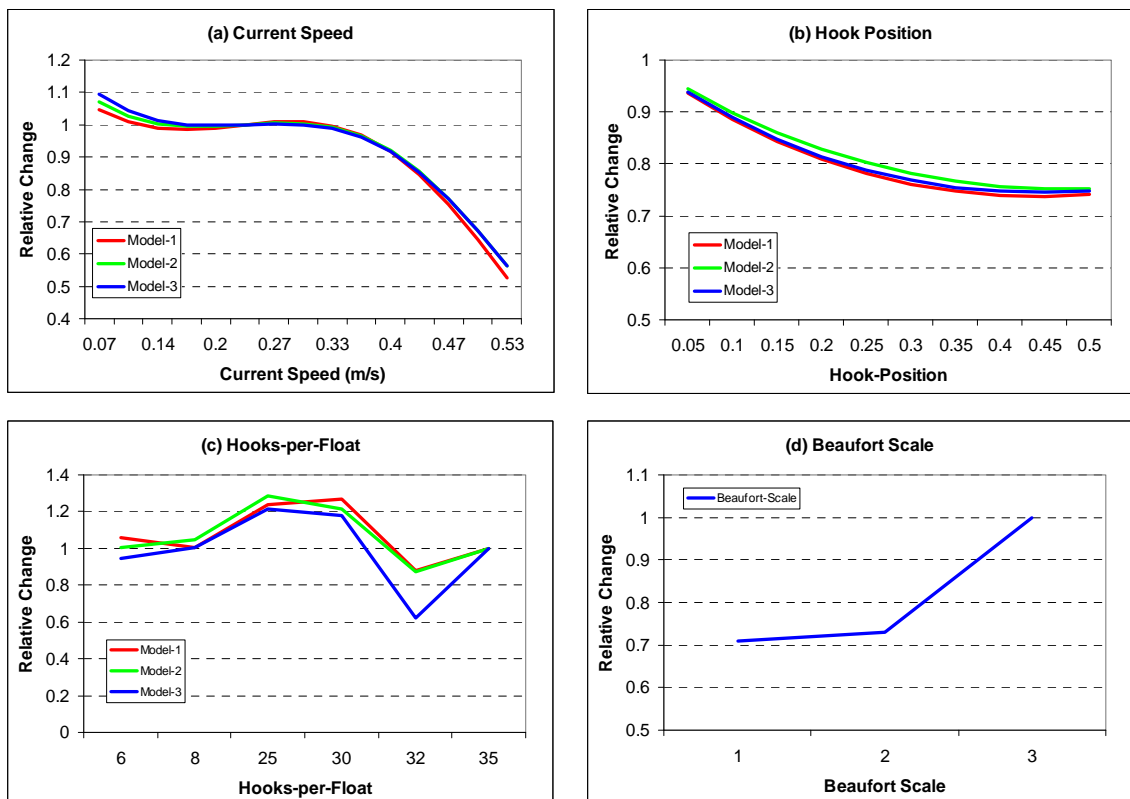 (a) Current Speed
1.2
1.1
1
0.9
0.8
0.7
0.6
0.5
0.4
Relative Change
Model-1
Model-2
Model-3
0.07 0.14 0.2 0.27 0.33 0.4 0.47 0.53
Current Speed (m/s)
(b) Hook Position
1
0.9
0.8
0.7
0.6
0.5
Relative Change
Model-1
Model-2
Model-3
0.05 0.1 0.15 0.2 0.25 0.3 0.35 0.4 0.45 0.5
Hook-Position
(c) Hooks-per-Float
1.4
1.2
1
0.8
0.6
0.4
0.2
0
Relative Change
Model-1
Model-2
Model-3
6 8 25 30 32 35
Hooks-per-Float
(d) Beaufort Scale
1.1
1
0.9
0.8
0.7
0.6
0.5
Relative Change
Beaufort-Scale
1 2 3
Beaufort Scale